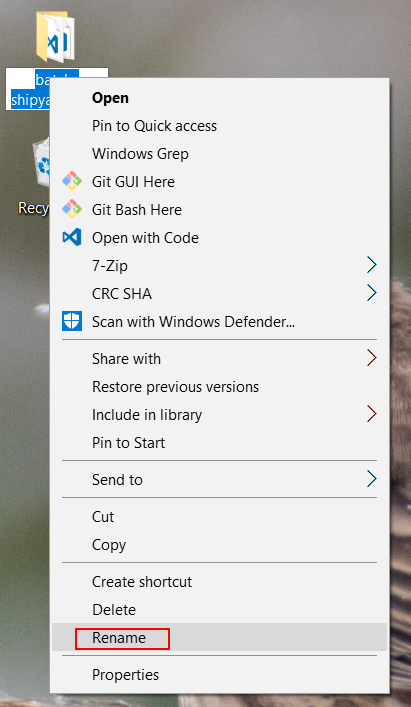 shipya
Recy
Open
Pin to Quick access
Windows Grep
Git GUI Here
Git Bash Here
Open with Code
7-Zip
CRC SHA
Scan with Windows Defender...
Share with
Restore previous versions
Include in library
Pin to Start
Send to
Cut
Copy
Create shortcut
Delete
Rename
Properties